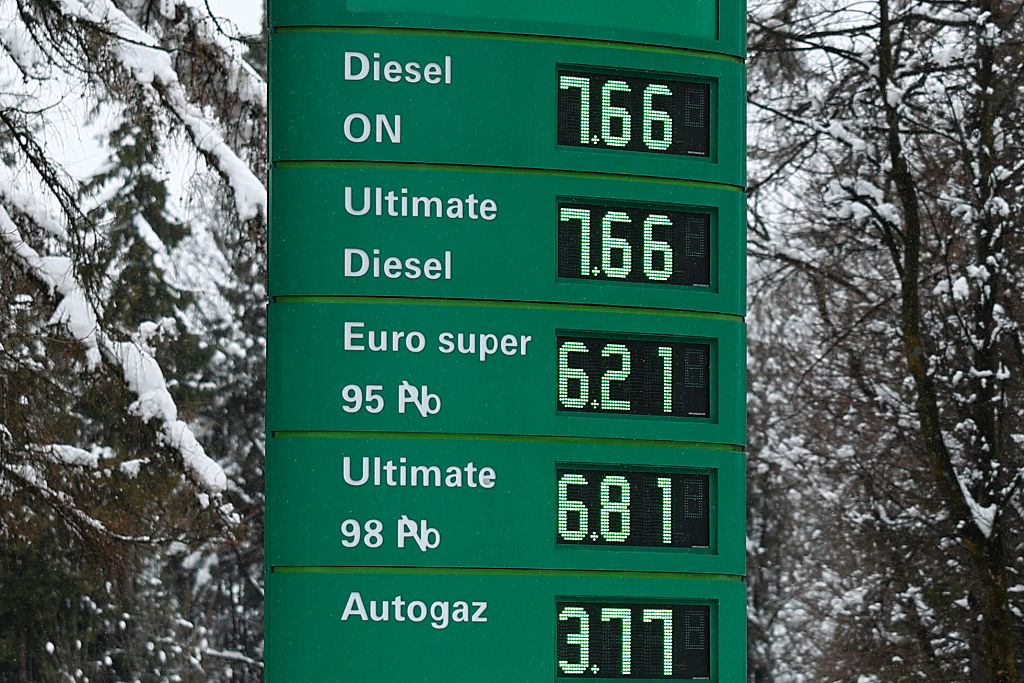 Diesel
ON
7.66
Ultimate
Diesel
7.66
Euro super
95 Pb
6.21
Ultimate
98 Pb
6.81
Autogaz
3.77